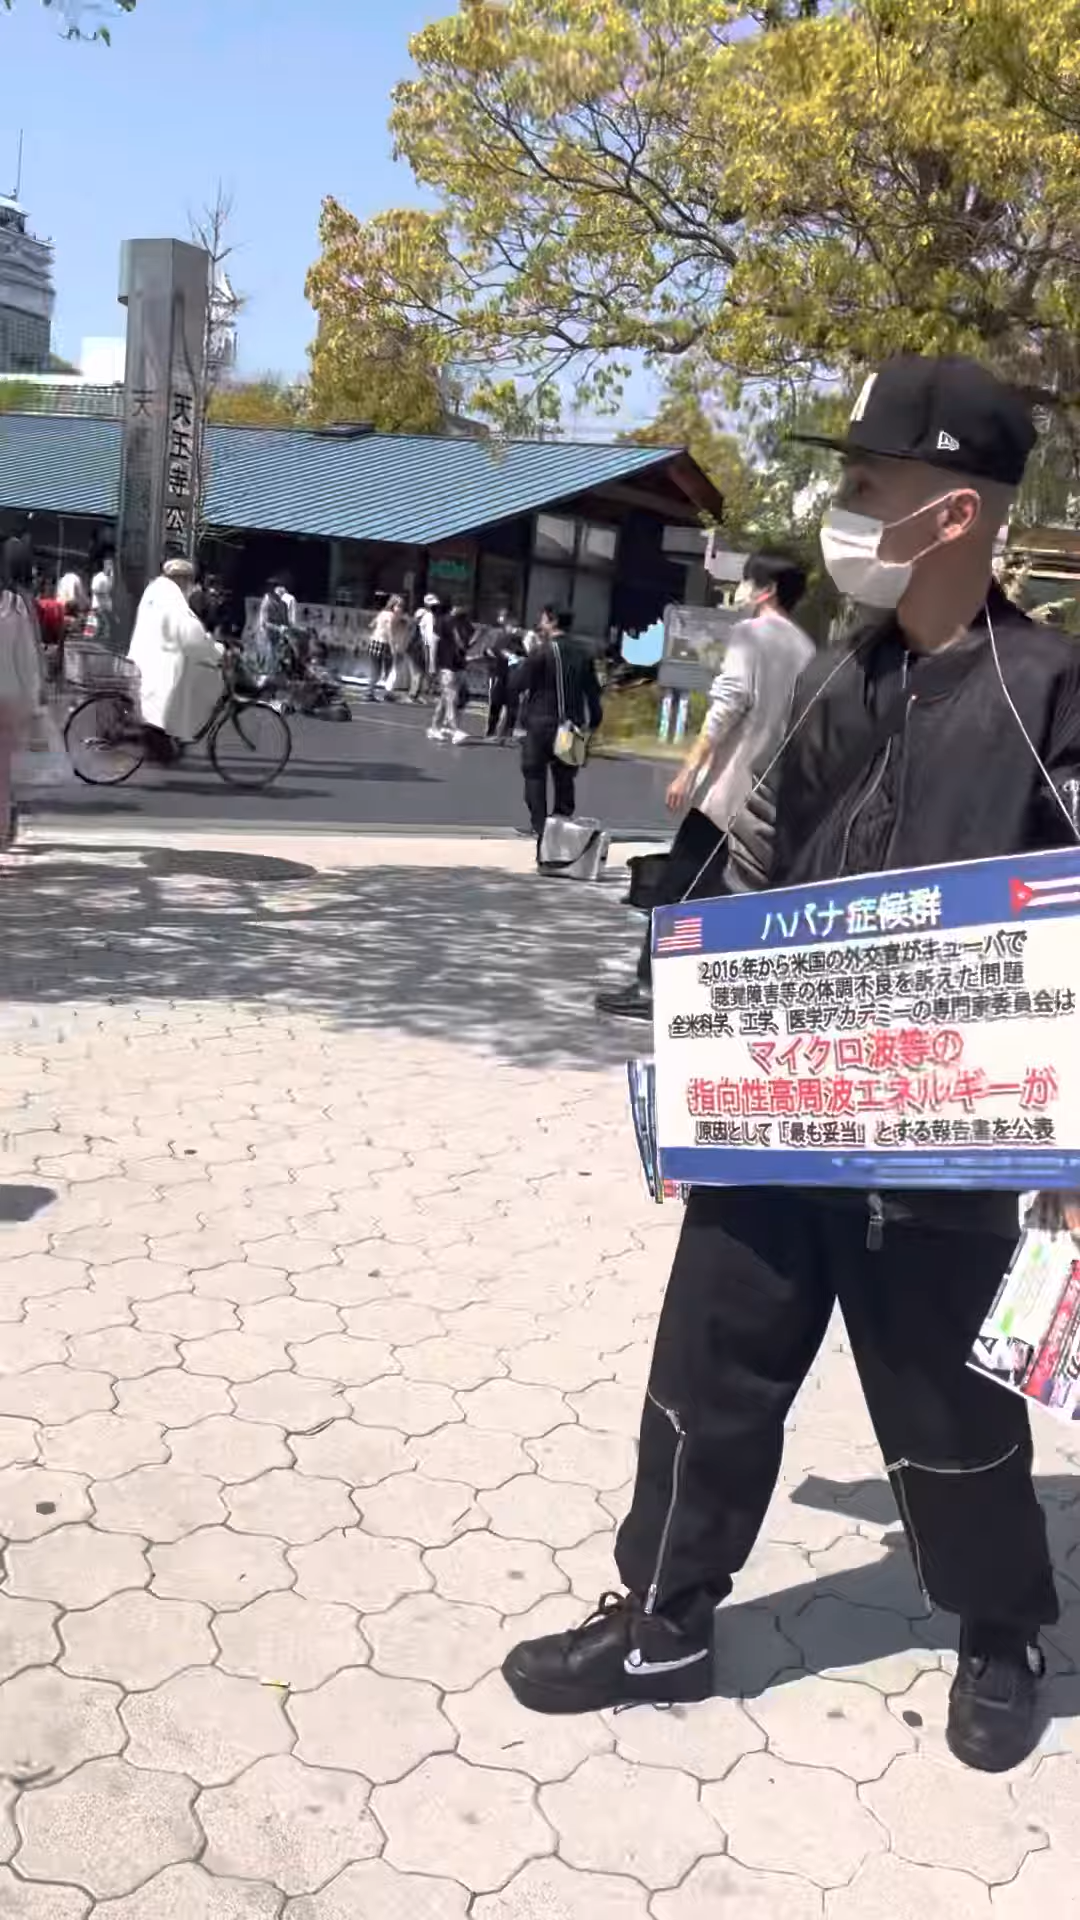 天王寺公
ハバナ症候群
2016年から米国の外交官がキューバで
聴覚障害等の体調不良を訴えた問題
全米科学、工学、医学アカデミーの専門家委員会は
マイクロ波等の
指向性高周波エネルギーが
原因として「最も妥当」とする報告書を公表